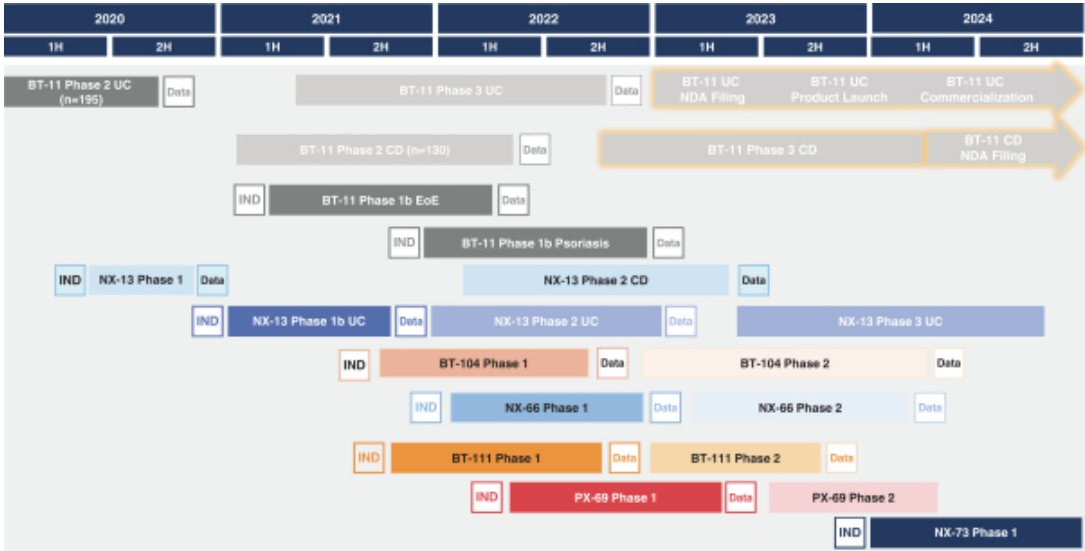 2020 2021 2022 2023 2024
1H 2H 1H 2H 1H 2H 1H 2H 1H 2H
BT-11 Phase 2 UC
(n=195)
Data
BT-11 Phase 3 UC
Data
BT-11 UC
NDA Filing
BT-11 UC
Product Launch
BT-11 UC
Commercialization
BT-11 Phase 2 CD (n=130)
Data
BT-11 Phase 3 CD
BT-11 CD
NDA Filing
IND
BT-11 Phase 1b EoE
Data
IND
BT-11 Phase 1b Psoriasis
Data
IND
NX-13 Phase 1
Data
NX-13 Phase 2 CD
Data
IND
NX-13 Phase 1b UC
Data
NX-13 Phase 2 UC
Data
NX-13 Phase 3 UC
IND
BT-104 Phase 1
Data
BT-104 Phase 2
Data
IND
NX-66 Phase 1
Data
NX-66 Phase 2
Data
IND
BT-111 Phase 1
Data
BT-111 Phase 2
Data
IND
PX-69 Phase 1
Data
PX-69 Phase 2
IND
NX-73 Phase 1